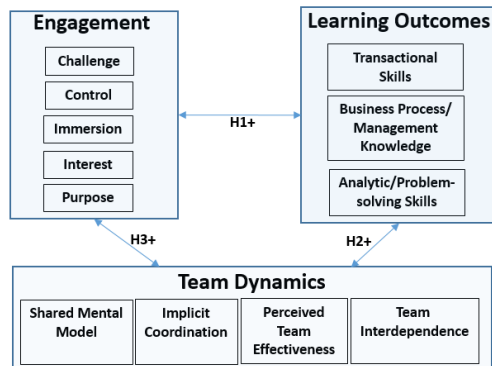 Engagement
Challenge
Control
Immersion
Interest
Purpose
H1+
Learning Outcomes
Transactional
Skills
Business Process/
Management
Knowledge
Analytic/Problem-
solving Skills
H3+
H2+
Team Dynamics
Shared Mental
Model
Implicit
Coordination
Perceived
Team
Effectiveness
Team
Interdependence